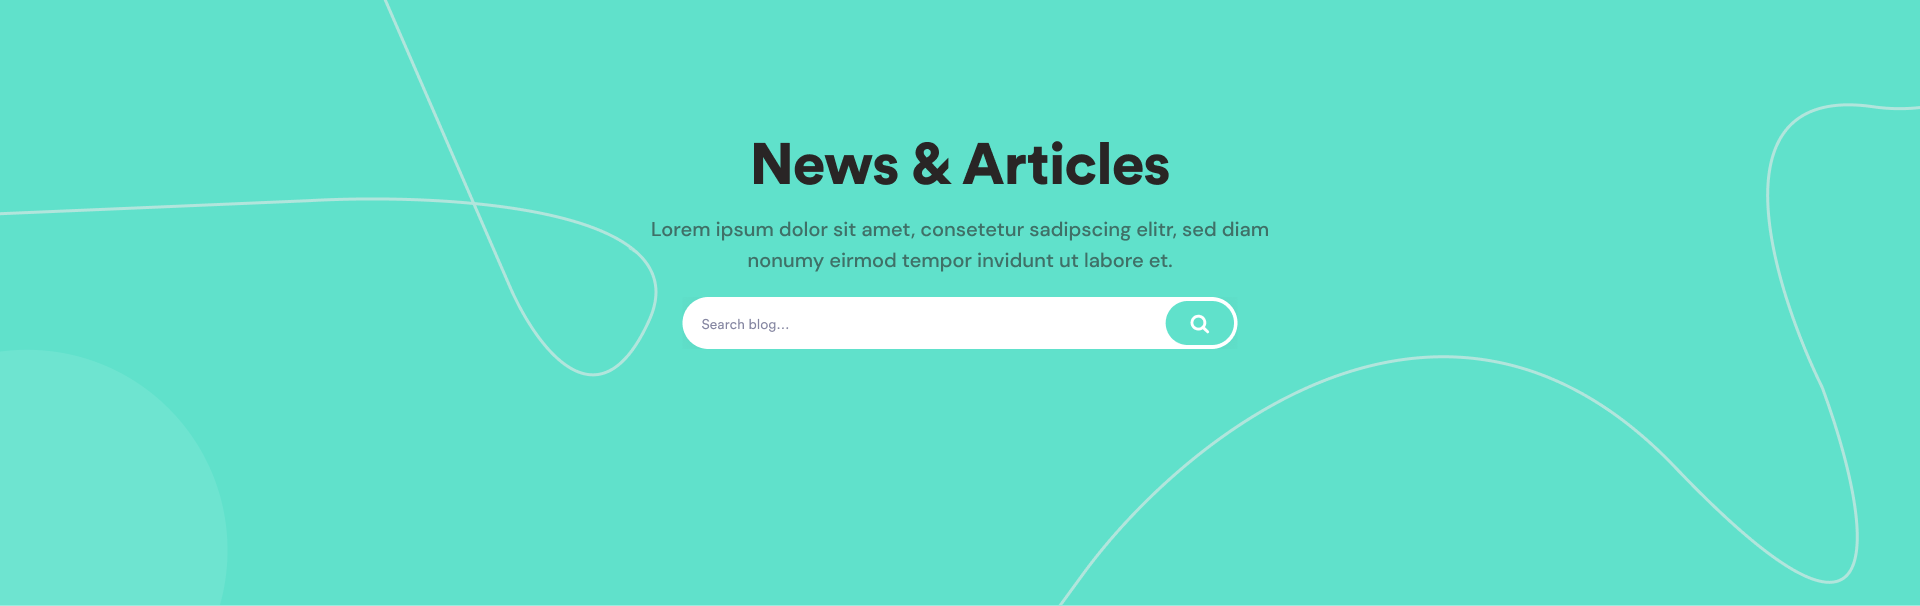 News & Articles
Lorem ipsum dolor sit amet, consetetur sadipscing elitr, sed diam
nonumy eirmod tempor invidunt ut labore et.
Search blog...